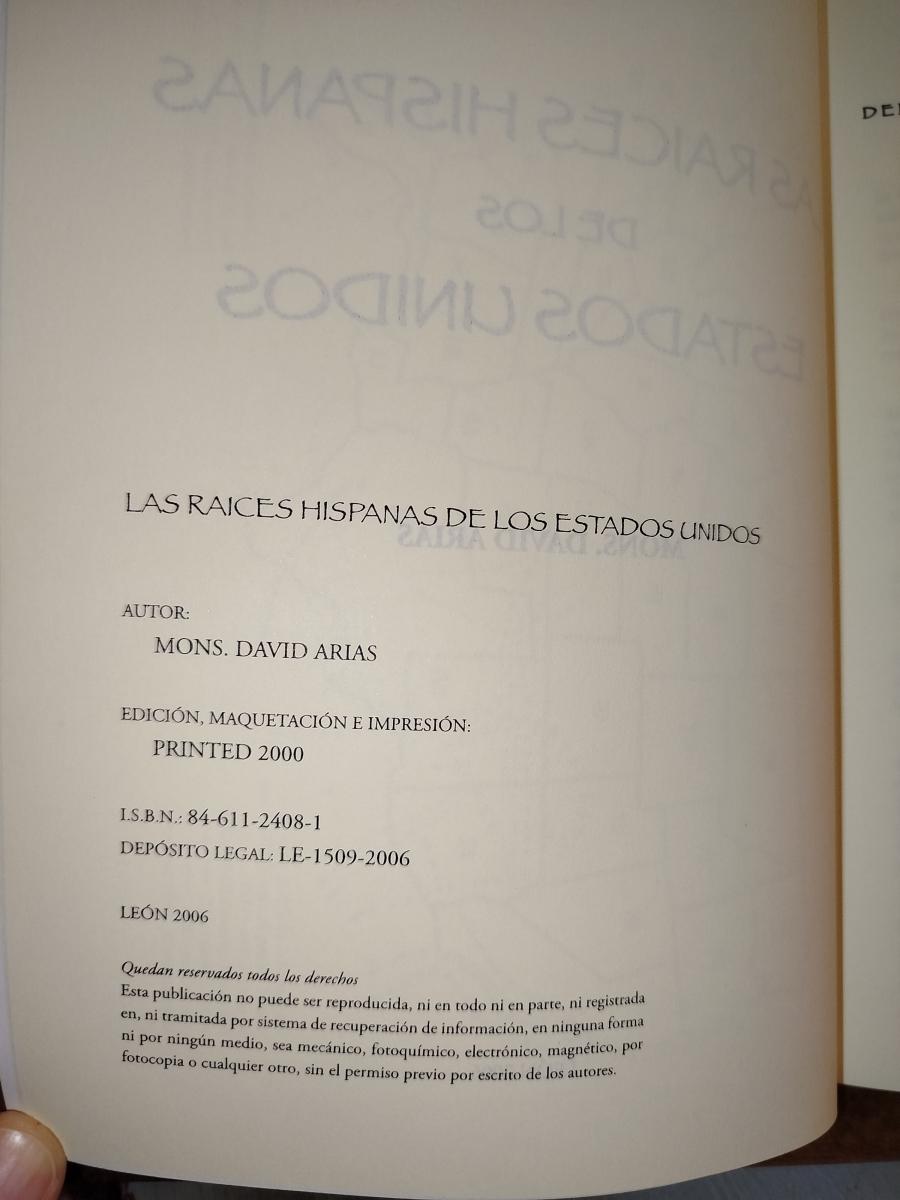 LAS RAICES HISPANAS DE LOS ESTADOS UNIDOS
AUTOR:
MONS. DAVID ARIAS
EDICIÓN, MAQUETACIÓN E IMPRESIÓN:
PRINTED 2000
I.S.B.N.: 84-611-2408-1
DEPÓSITO LEGAL: LE-1509-2006
LEÓN 2006
Quedan reservados todos los derechos
Esta publicación no puede ser reproducida, ni en todo ni en parte, ni registrada
en, ni tramitada por sistema de recuperación de información, en ninguna forma
ni por ningún medio, sea mecánico, fotoquímico, electrónico, magnético, por
fotocopia o cualquier otro, sin el permiso previo por escrito de los autores.